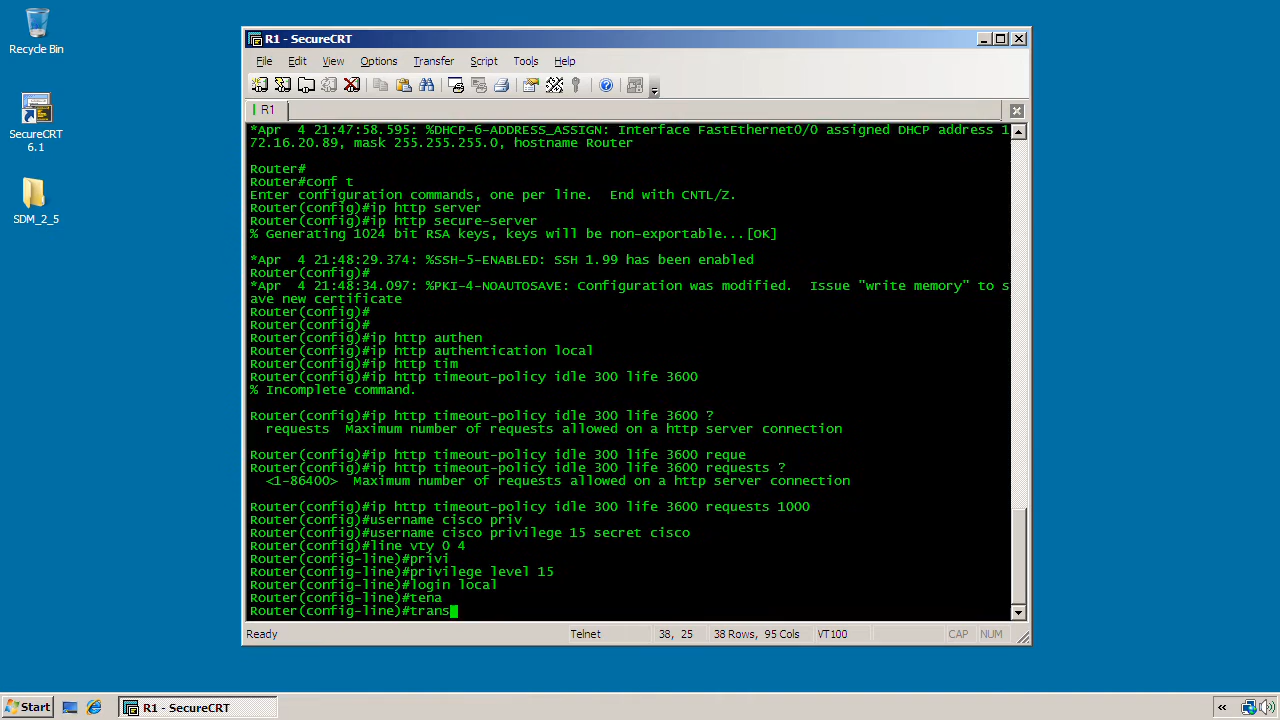 Recycle Bin
SecureCRT
6.1
SDM_2_5
R1 - SecureCRT
File Edit View Options Transfer Script Tools Help
R1
*Apr  4 21:47:58.595: %DHCP-6-ADDRESS_ASSIGN: Interface FastEthernet0/0 assigned DHCP address 1
72.16.20.89, mask 255.255.255.0, hostname Router
Router#
Router#conf t
Enter configuration commands, one per line.  End with CNTL/Z.
Router(config)#ip http server
Router(config)#ip http secure-server
% Generating 1024 bit RSA keys, keys will be non-exportable...[OK]
*Apr  4 21:48:29.374: %SSH-5-ENABLED: SSH 1.99 has been enabled
Router(config)#
*Apr  4 21:48:34.097: %PKI-4-NOAUTOSAVE: Configuration was modified.  Issue "write memory" to s
ave new certificate
Router(config)#
Router(config)#
Router(config)#ip http authen
Router(config)#ip http authentication local
Router(config)#ip http tim
Router(config)#ip http timeout-policy idle 300 life 3600
% Incomplete command.
Router(config)#ip http timeout-policy idle 300 life 3600 ?
requests  Maximum number of requests allowed on a http server connection
Router(config)#ip http timeout-policy idle 300 life 3600 reque
Router(config)#ip http timeout-policy idle 300 life 3600 requests ?
<1-86400>  Maximum number of requests allowed on a http server connection
Router(config)#ip http timeout-policy idle 300 life 3600 requests 1000
Router(config)#username cisco priv
Router(config)#username cisco privilege 15 secret cisco
Router(config)#line vty 0 4
Router(config-line)#privi
Router(config-line)#privilege level 15
Router(config-line)#login local
Router(config-line)#tena
Router(config-line)#trans
Ready Telnet 38, 25 38 Rows, 95 Cols VT100 CAP NUM
Start R1 - SecureCRT